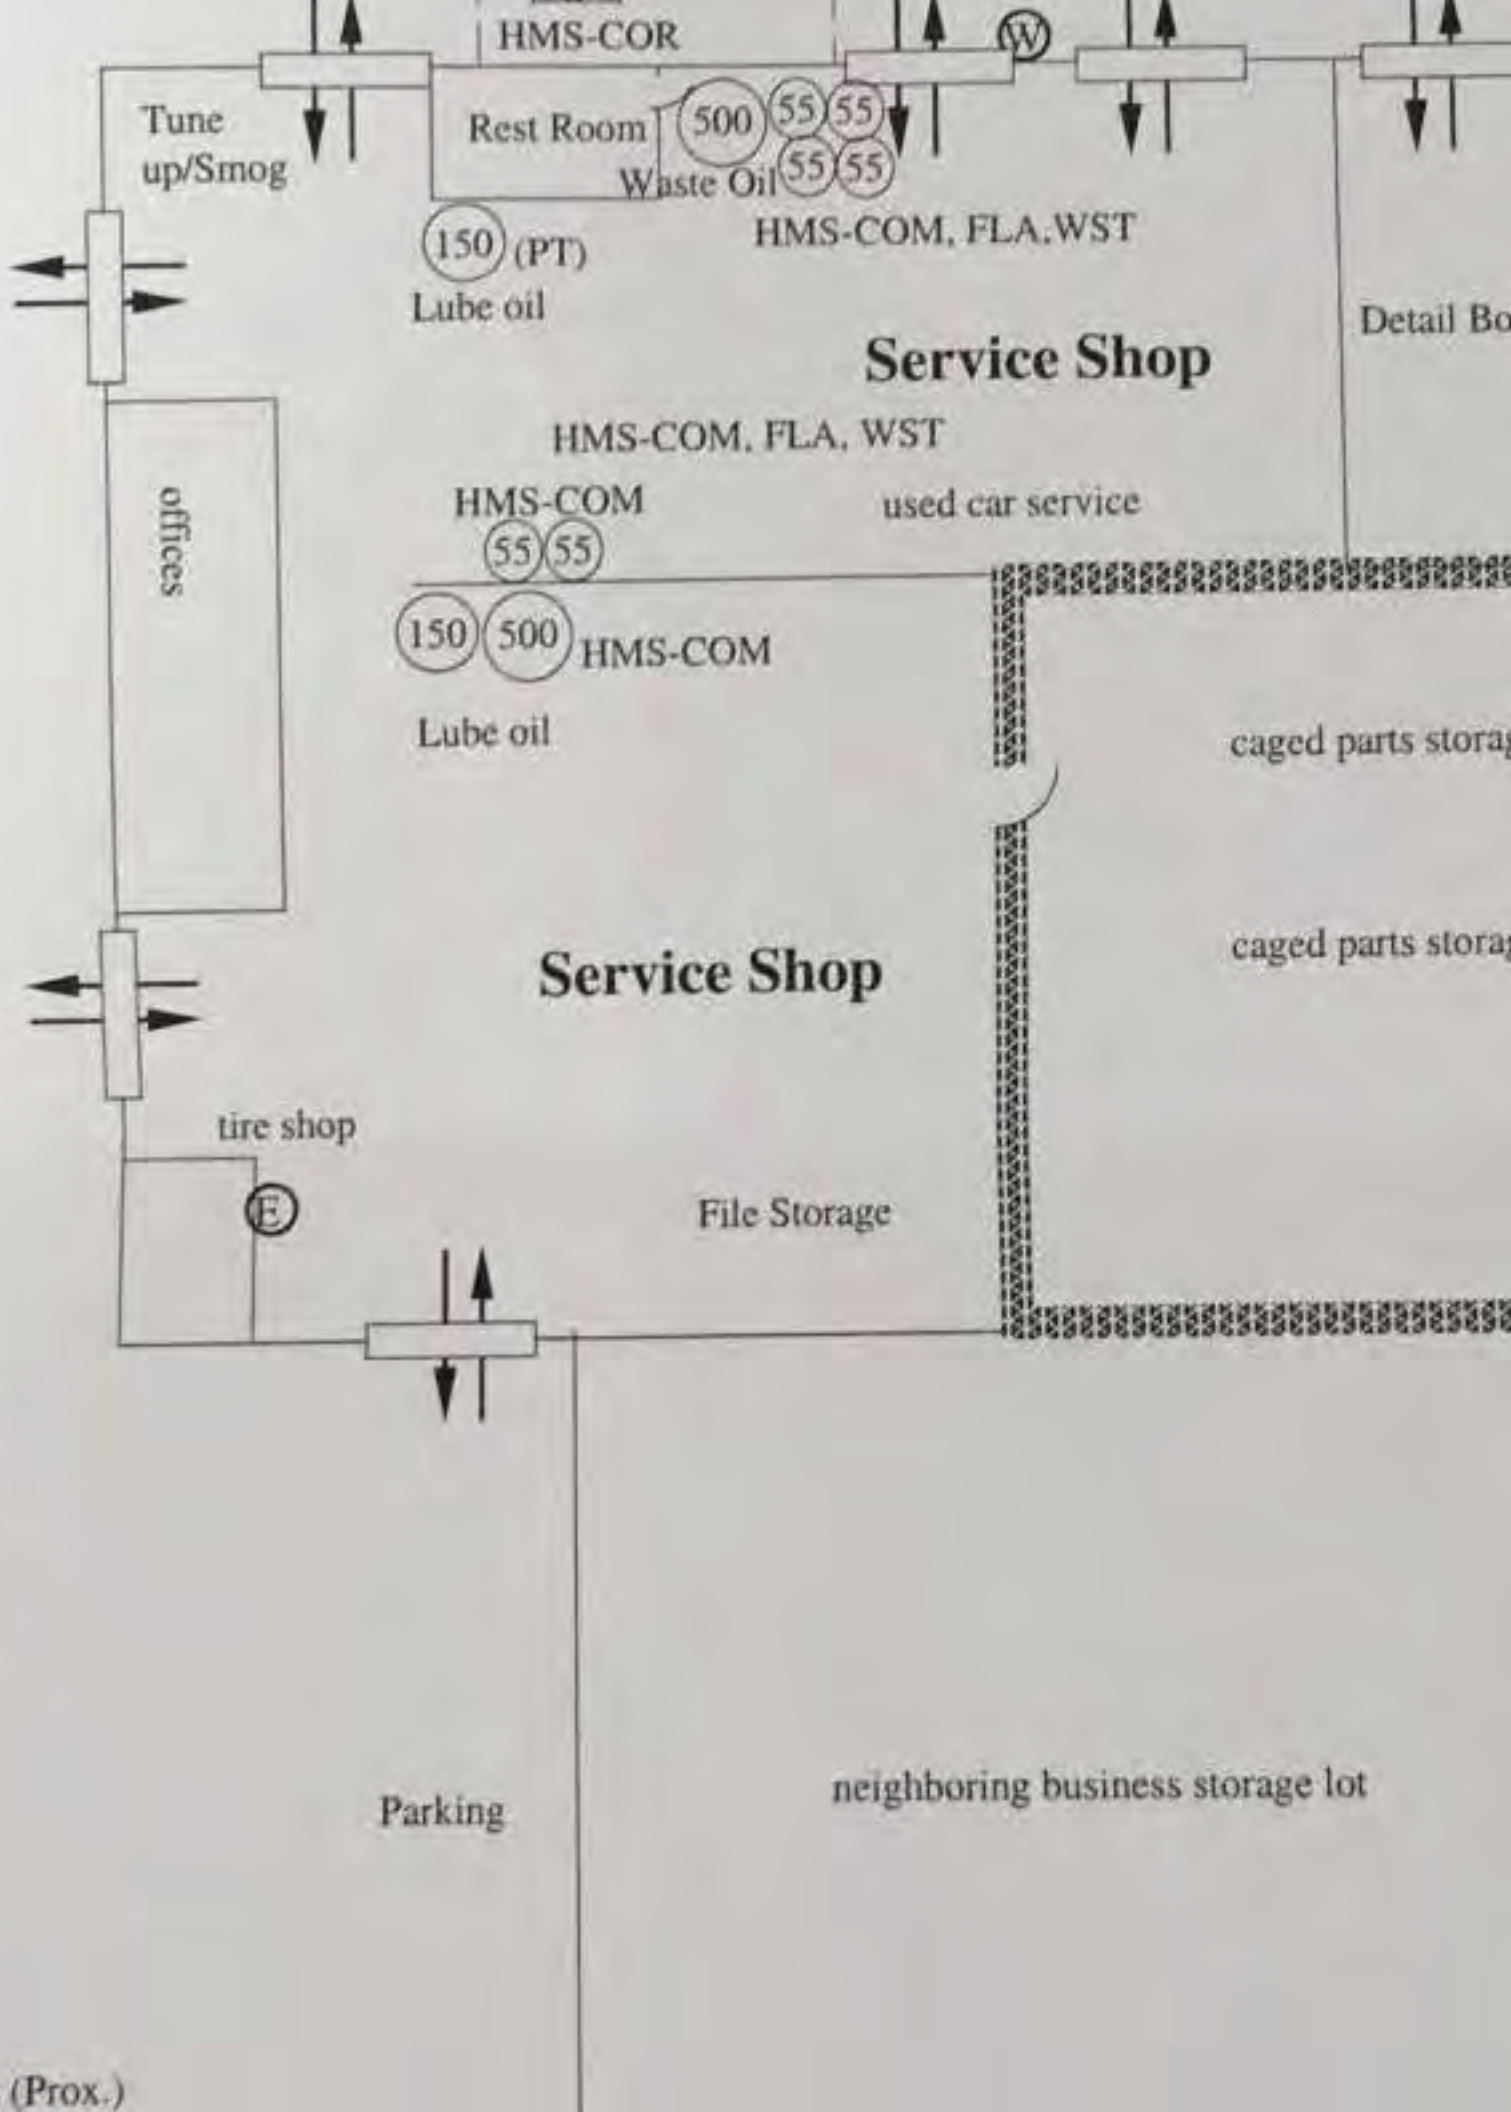 HMS-COR
W
Tune
up/Smog
Rest Room
500
55
55
55
55
Waste Oil
150
(PT)
Lube oil
HMS-COM, FLA, WST
Detail
Service Shop
HMS-COM, FLA, WST
HMS-COM
used car service
offices
55
55
150
500
HMS-COM
Lube oil
caged parts
caged parts
Service Shop
tire shop
E
File Storage
Parking
neighboring business storage lot
(Prox.)